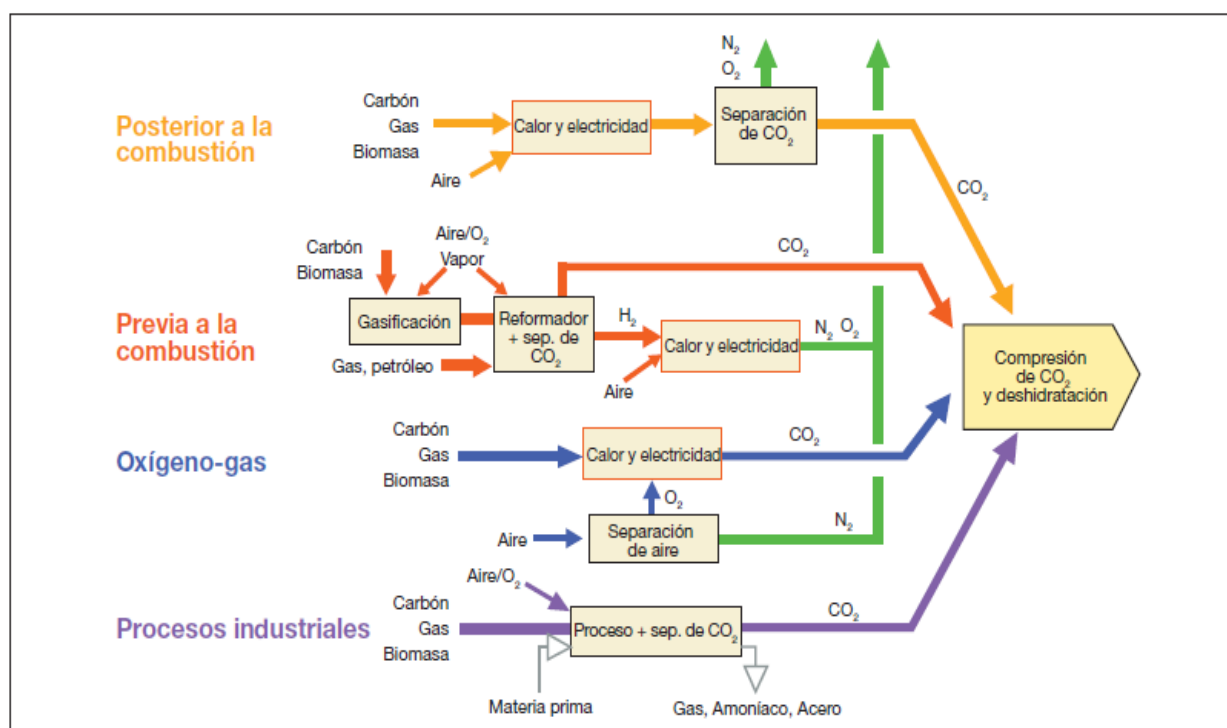 N₂
O₂
Posterior a la
combustión
Carbón
Gas
Biomasa
Aire
Calor y electricidad
Separación
de CO₂
CO₂
Previa a la
combustión
Carbón
Biomasa
Aire/O₂
Vapor
Gasificación
Gas, petróleo
Reformador
+ sep. de
CO₂
H₂
Aire
Calor y electricidad
N₂ O₂
CO₂
Compresión
de CO₂
y deshidratación
Oxígeno-gas
Carbón
Gas
Biomasa
Calor y electricidad
CO₂
O₂
Aire
Separación
de aire
N₂
Procesos industriales
Aire/O₂
Carbón
Gas
Biomasa
Proceso + sep. de CO₂
CO₂
Materia prima
Gas, Amoníaco, Acero